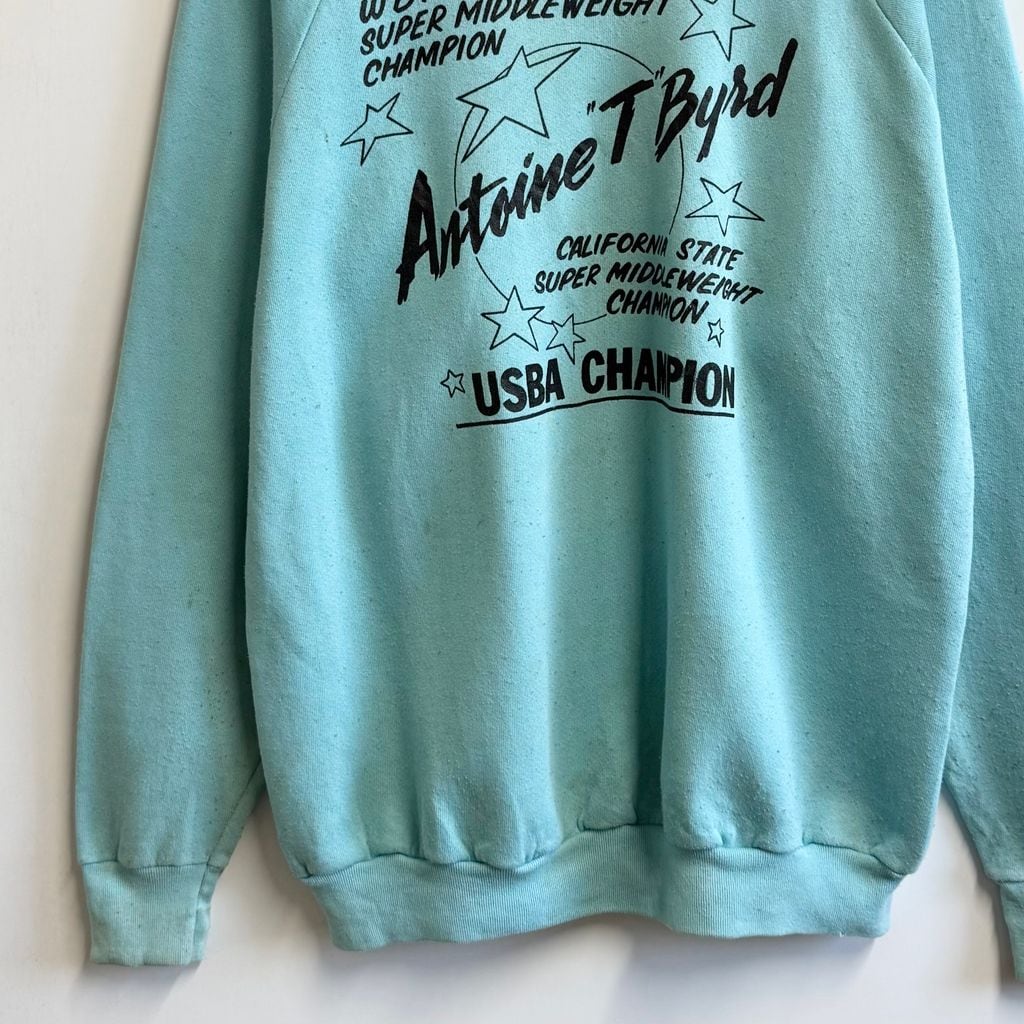 SUPER MIDDLEWEIGHT
CHAMPION
Antoine "T" Byrd
CALIFORNIA STATE
SUPER MIDDLEWEIGHT
CHAMPION
USBA CHAMPION